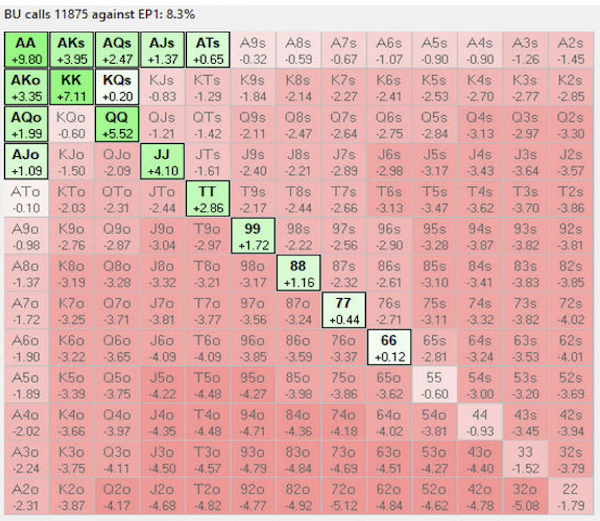 BU calls 11875 against EP1: 8.3%
AA AKs AQs AJs ATs A9s A8s A7s A6s A5s A4s A3s A2s
+9.80 +3.95 +2.47 +1.37 +0.65 -0.32 -0.59 -0.67 -1.07 -0.90 -0.90 -1.26 -1.45
AKo KK KQs KJs KTs K9s K8s K7s K6s K5s K4s K3s K2s
+3.35 +7.11 +0.20 -0.83 -1.29 -1.84 -2.14 -2.27 -2.41 -2.53 -2.70 -2.77 -2.85
AQo KQo QQ QJs QTs Q9s Q8s Q7s Q6s Q5s Q4s Q3s Q2s
+1.99 -0.60 +5.52 -1.21 -1.42 -2.11 -2.47 -2.64 -2.75 -2.84 -3.13 -2.97 -3.30
AJo KJo QJo JJ JTs J9s J8s J7s J6s J5s J4s J3s J2s
+1.09 -1.50 -2.09 +4.10 -1.61 -2.40 -2.21 -2.89 -2.98 -3.17 -3.43 -3.64 -3.57
ATo KTo QTo JTo TT T9s T8s T7s T6s T5s T4s T3s T2s
-0.10 -2.03 -2.31 -2.44 +2.86 -2.17 -2.44 -2.66 -3.13 -3.47 -3.62 -3.70 -3.86
A9o K9o Q9o J9o T9o 99 98s 97s 96s 95s 94s 93s 92s
-0.98 -2.76 -2.87 -3.04 -2.97 +1.72 -2.22 -2.56 -2.90 -3.28 -3.87 -3.82 -3.81
A8o K8o Q8o J8o T8o 98o 88 87s 86s 85s 84s 83s 82s
-1.37 -3.19 -3.28 -3.32 -3.21 -3.17 +1.16 -2.32 -2.61 -3.10 -3.41 -3.83 -3.85
A7o K7o Q7o J7o T7o 97o 87o 77 76s 75s 74s 73s 72s
-1.72 -3.25 -3.71 -3.81 -3.77 -3.56 -3.24 +0.44 -2.71 -3.11 -3.32 -3.82 -4.02
A6o K6o Q6o J6o T6o 96o 86o 76o 66 65s 64s 63s 62s
-1.90 -3.22 -3.65 -4.09 -4.09 -3.85 -3.59 -3.37 +0.12 -2.81 -3.24 -3.53 -4.01
A5o K5o Q5o J5o T5o 95o 85o 75o 65o 55 54s 53s 52s
-1.89 -3.39 -3.75 -4.22 -4.48 -4.27 -3.98 -3.86 -3.62 -0.60 -3.00 -3.20 -3.69
A4o K4o Q4o J4o T4o 94o 84o 74o 64o 54o 44 43s 42s
-2.02 -3.66 -3.97 -4.35 -4.48 -4.71 -4.36 -4.18 -4.02 -3.81 -0.93 -3.45 -3.94
A3o K3o Q3o J3o T3o 93o 83o 73o 63o 53o 43o 33 32s
-2.24 -3.75 -4.11 -4.50 -4.57 -4.79 -4.84 -4.69 -4.51 -4.27 -4.40 -1.52 -3.79
A2o K2o Q2o J2o T2o 92o 82o 72o 62o 52o 42o 32o 22
-2.31 -3.87 -4.17 -4.68 -4.82 -4.77 -4.92 -5.12 -4.84 -4.62 -4.78 -5.08 -1.79